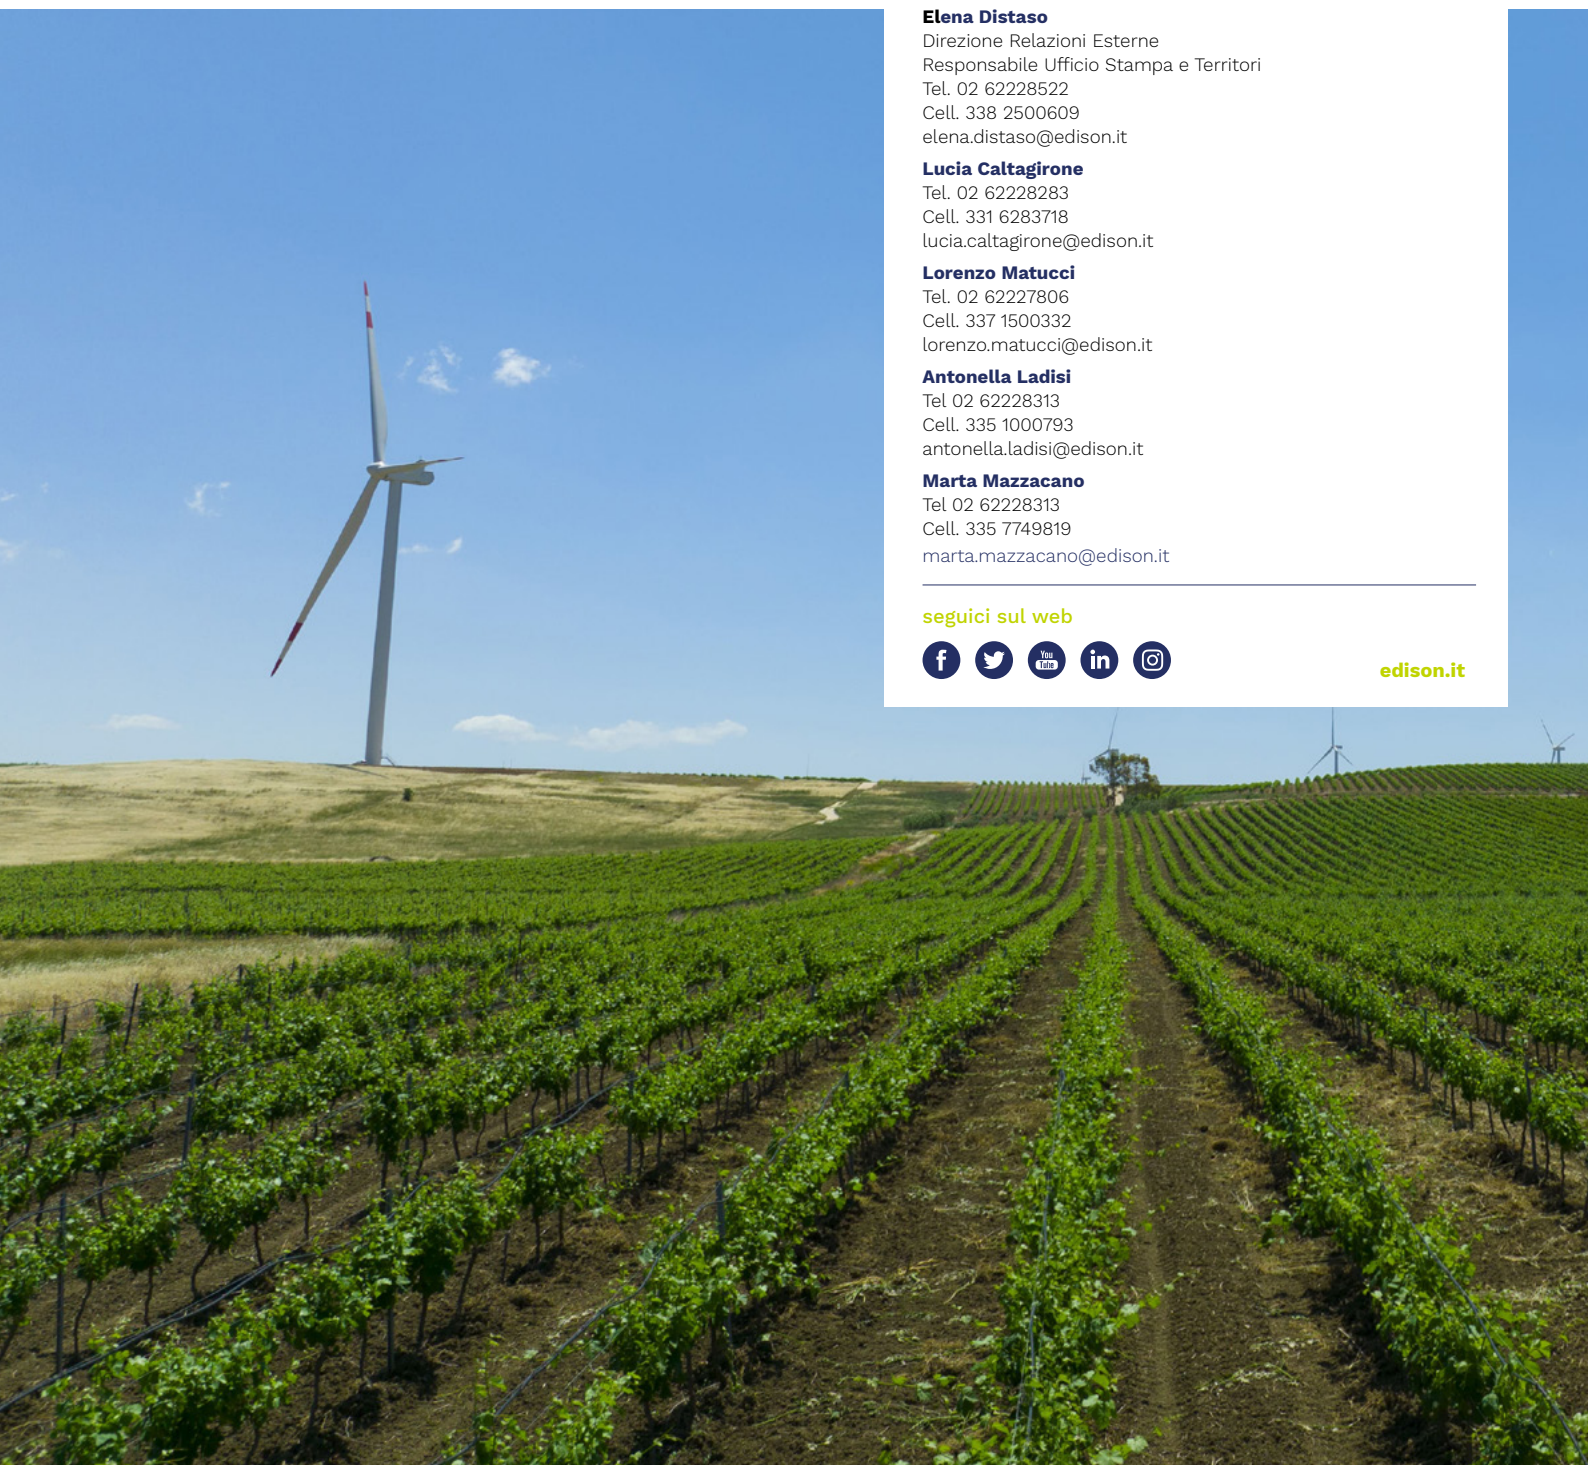 Elena Distaso
Direzione Relazioni Esterne
Responsabile Ufficio Stampa e Territori
Tel. 02 62228522
Cell. 338 2500609
elena.distaso@edison.it
Lucia Caltagirone
Tel. 02 62228283
Cell. 331 6283718
lucia.caltagirone@edison.it
Lorenzo Matucci
Tel. 02 62227806
Cell. 337 1500332
lorenzo.matucci@edison.it
Antonella Ladisi
Tel 02 62228313
Cell. 335 1000793
antonella.ladisi@edison.it
Marta Mazzacano
Tel 02 62228313
Cell. 335 7749819
marta.mazzacano@edison.it
seguici sul web
You
Tube
in
edison.it